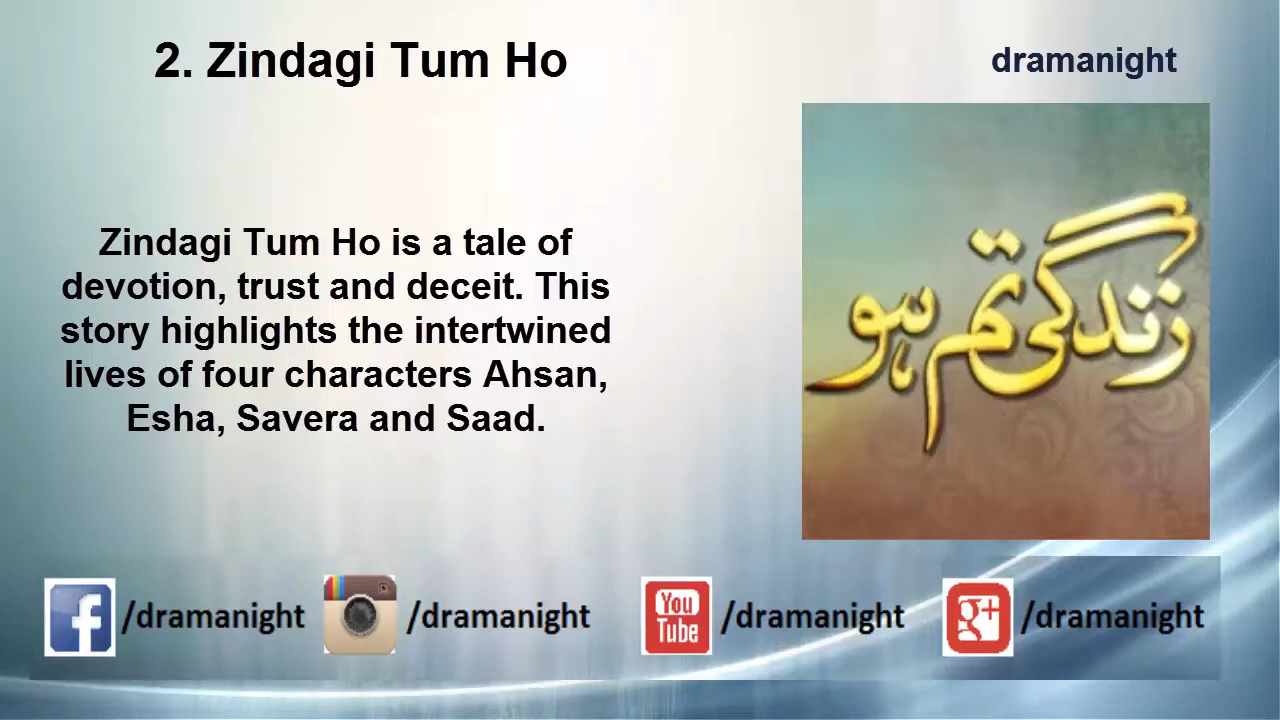 2. Zindagi Tum Ho
dramanight
Zindagi Tum Ho is a tale of
devotion, trust and deceit. This
story highlights the intertwined
lives of four characters Ahsan,
Esha, Savera and Saad.
زندگی تم ہو
f /dramanight /dramanight You Tube /dramanight g+ /dramanight